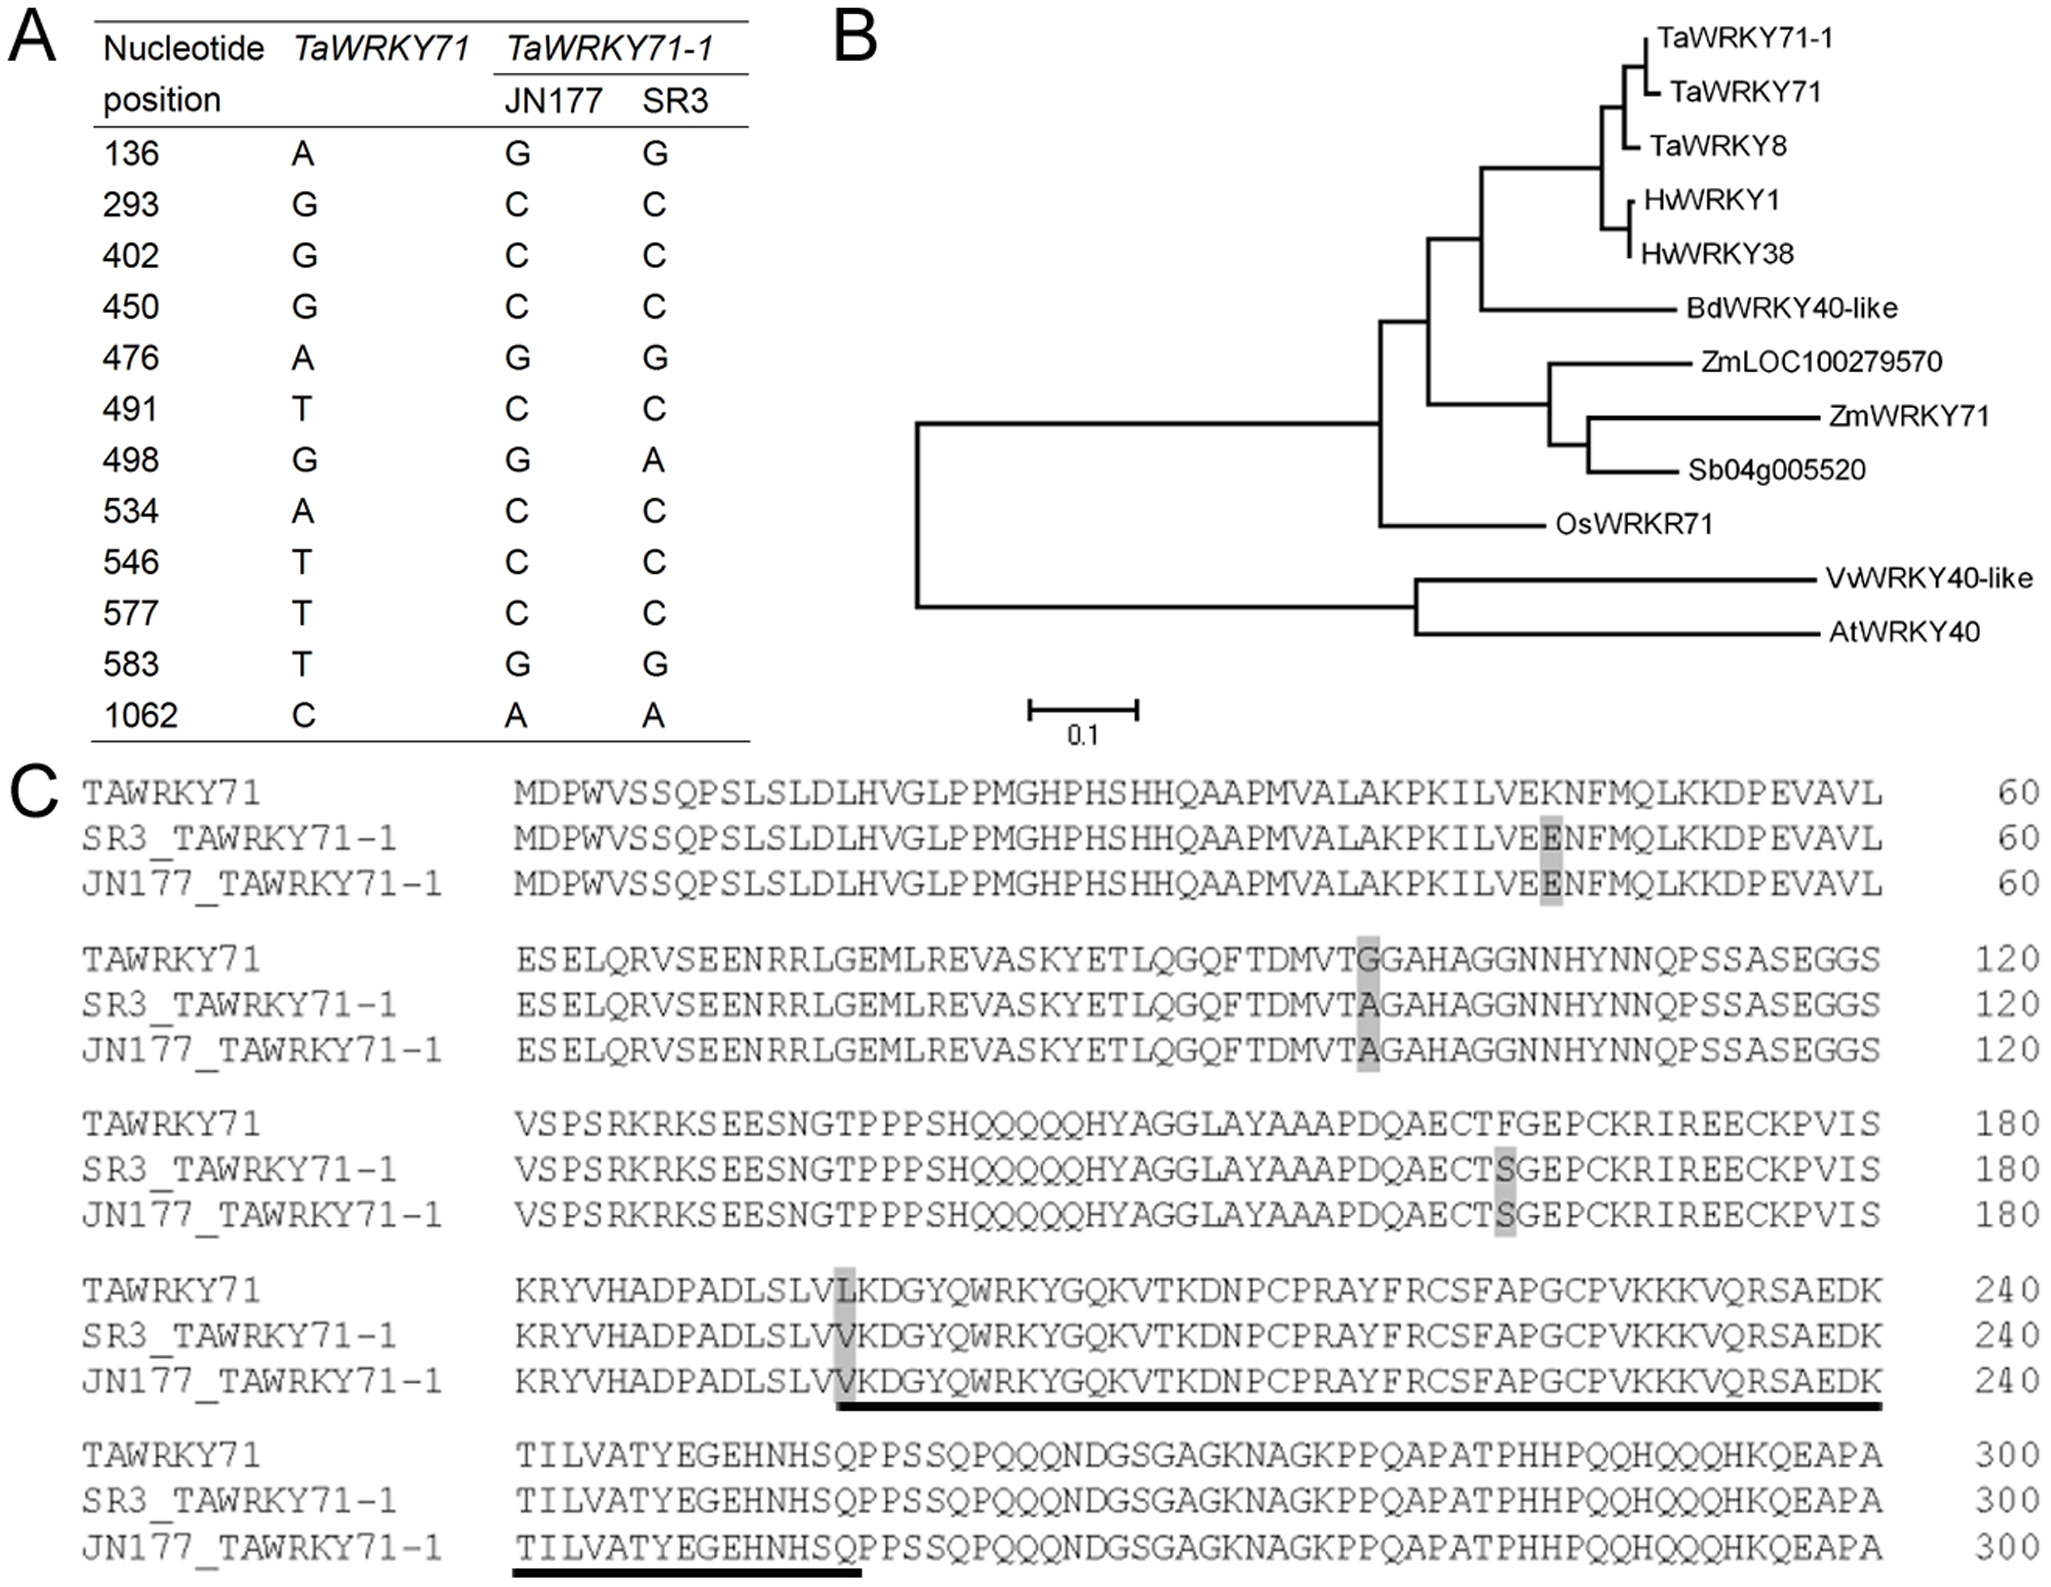 A
Nucleotide TaWRKY71 TaWRKY71-1
position JN177 SR3
136 A G G
293 G C C
402 G C C
450 G C C
476 A G G
491 T C C
498 G G A
534 A C C
546 T C C
577 T C C
583 T G G
1062 C A A
B
TaWRKY71-1
TaWRKY71
TaWRKY8
HvWRKY1
HvWRKY38
BdWRKY40-like
ZmLOC100279570
ZmWRKY71
Sb04g005520
OsWRKR71
VvWRKY40-like
AtWRKY40
0.1
C
TAWRKY71 MDPWVSSQPSLSLDLHVGLPPMGHPHSHHQAAPMVALAKPKILVEKNFMQLKKDPEVAVL 60
SR3_TAWRKY71-1 MDPWVSSQPSLSLDLHVGLPPMGHPHSHHQAAPMVALAKPKILVEENFMQLKKDPEVAVL 60
JN177_TAWRKY71-1 MDPWVSSQPSLSLDLHVGLPPMGHPHSHHQAAPMVALAKPKILVEENFMQLKKDPEVAVL 60
TAWRKY71 ESELQRVSEENRRLGEMLREVASKYETLQGQFTDMVTGGAHAGGNNHYNNQPSSASEGGS 120
SR3_TAWRKY71-1 ESELQRVSEENRRLGEMLREVASKYETLQGQFTDMVTAGAHAGGNNHYNNQPSSASEGGS 120
JN177_TAWRKY71-1 ESELQRVSEENRRLGEMLREVASKYETLQGQFTDMVTAGAHAGGNNHYNNQPSSASEGGS 120
TAWRKY71 VSPSRKRKSEESNGTPPPSHQQQQQHYAGGLAYAAAPDQAECTFGEPCKRIREECKPVIS 180
SR3_TAWRKY71-1 VSPSRKRKSEESNGTPPPSHQQQQQHYAGGLAYAAAPDQAECTSGEPCKRIREECKPVIS 180
JN177_TAWRKY71-1 VSPSRKRKSEESNGTPPPSHQQQQQHYAGGLAYAAAPDQAECTSGEPCKRIREECKPVIS 180
TAWRKY71 KRYVHADPADLSLVLKDGYQWRKYGQKVTKDNPCPRAYFRCSFAPGCPVKKKVQRSAEDK 240
SR3_TAWRKY71-1 KRYVHADPADLSLVVKDGYQWRKYGQKVTKDNPCPRAYFRCSFAPGCPVKKKVQRSAEDK 240
JN177_TAWRKY71-1 KRYVHADPADLSLVVKDGYQWRKYGQKVTKDNPCPRAYFRCSFAPGCPVKKKVQRSAEDK 240
TAWRKY71 TILVATYEGEHNHSQPPSSQPQQQNDGSGAGKNAGKPPQAPATPHHPQQHQQQHKQEAPA 300
SR3_TAWRKY71-1 TILVATYEGEHNHSQPPSSQPQQQNDGSGAGKNAGKPPQAPATPHHPQQHQQQHKQEAPA 300
JN177_TAWRKY71-1 TILVATYEGEHNHSQPPSSQPQQQNDGSGAGKNAGKPPQAPATPHHPQQHQQQHKQEAPA 300